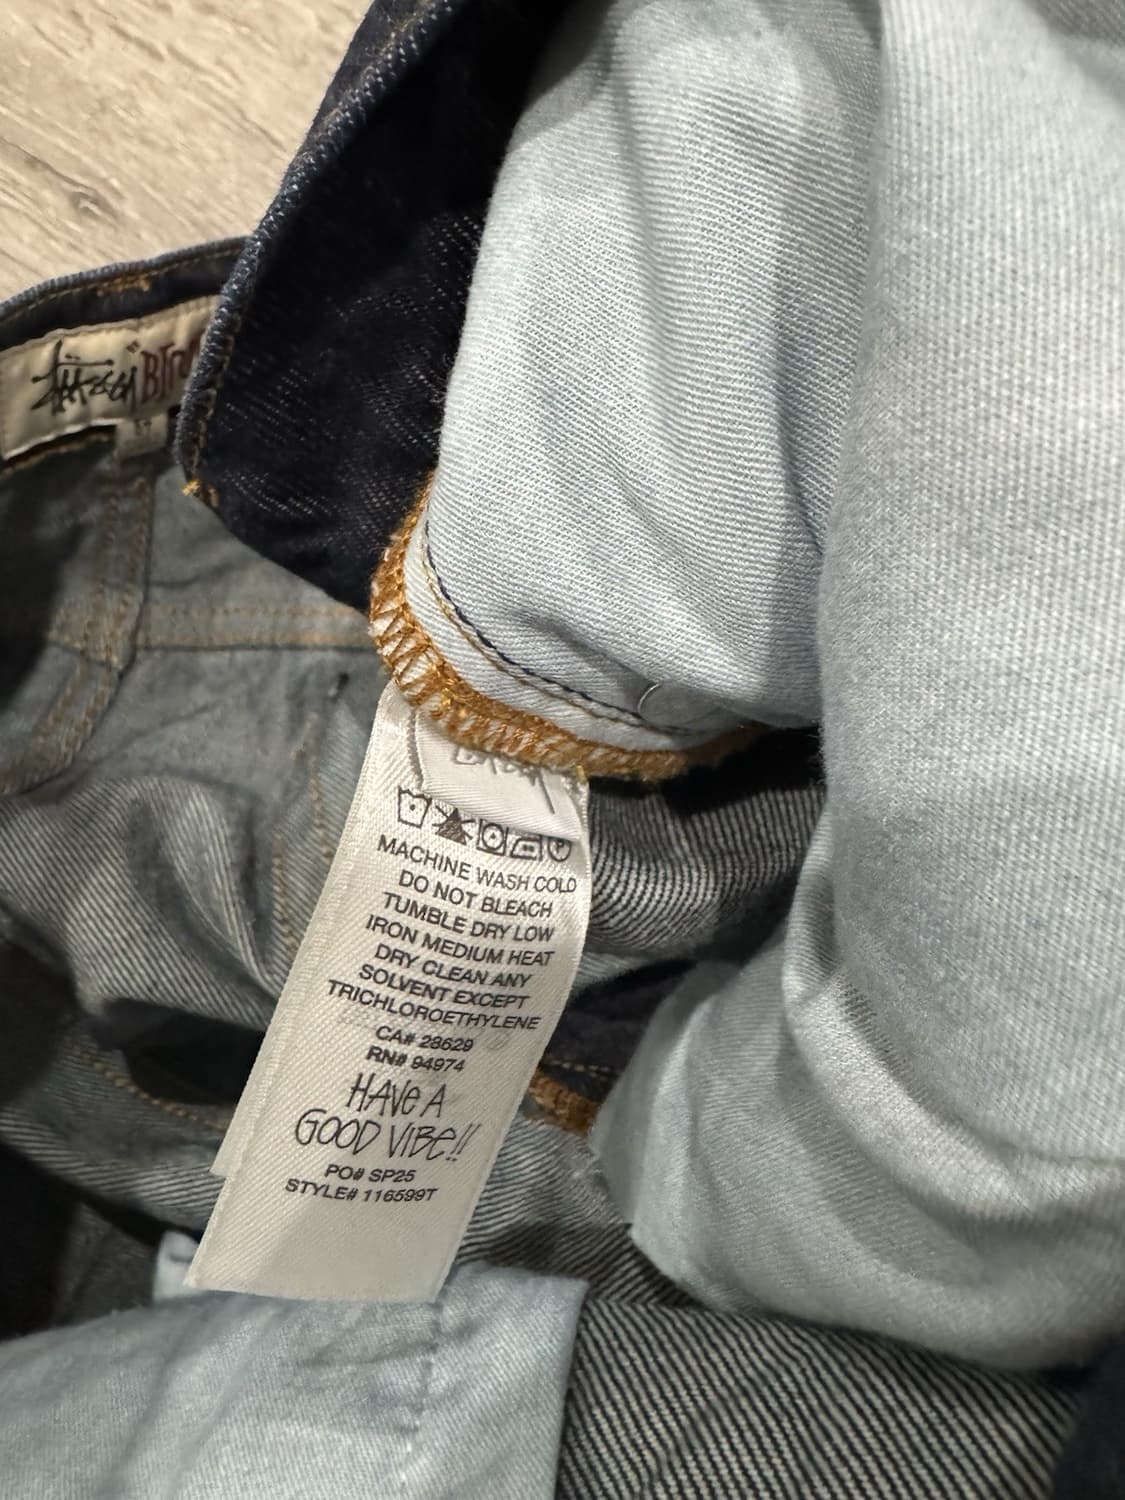 Stüssy
MACHINE WASH COLD
DO NOT BLEACH
TUMBLE DRY LOW
IRON MEDIUM HEAT
DRY CLEAN ANY
SOLVENT EXCEPT
TRICHLOROETHYLENE
CA# 28629
RN# 94974
HAVE A
GOOD VIBE!!
PO# SP25
STYLE# 116599T